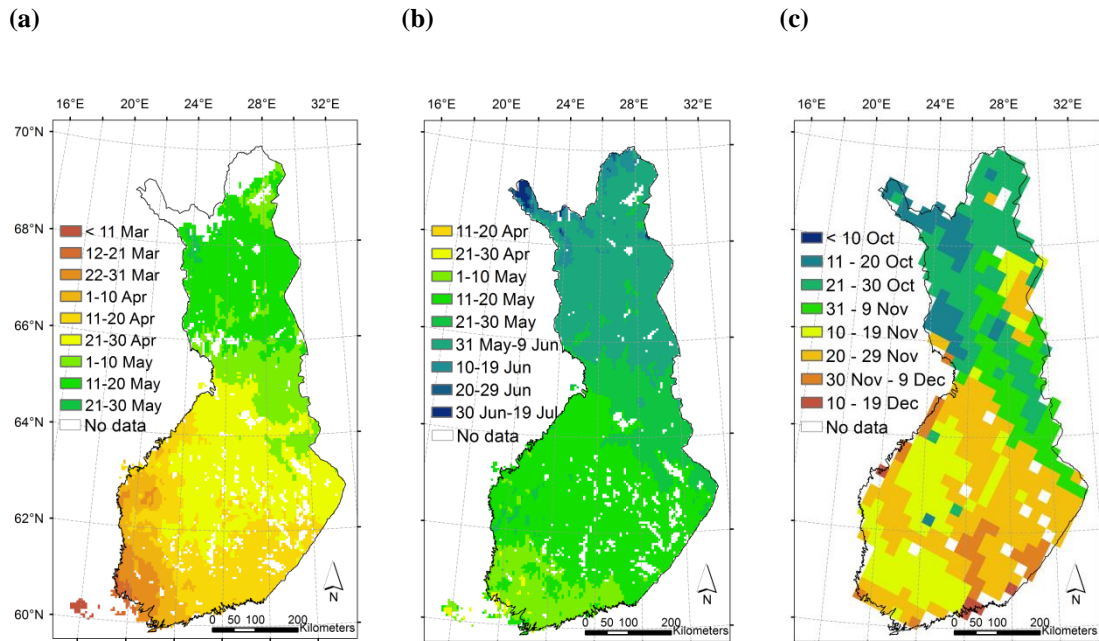 (a)
(b)
(c)
16°E 20°E 24°E 28°E 32°E
16°E 20°E 24°E 28°E 32°E
16°E 20°E 24°E 28°E 32°E
70°N
68°N
66°N
64°N
62°N
60°N
< 11 Mar
12-21 Mar
22-31 Mar
1-10 Apr
11-20 Apr
21-30 Apr
1-10 May
11-20 May
21-30 May
No data
N
0 50 100 200
Kilometers
11-20 Apr
21-30 Apr
1-10 May
11-20 May
21-30 May
31 May-9 Jun
10-19 Jun
20-29 Jun
30 Jun-19 Jul
No data
N
0 50 100 200
Kilometers
< 10 Oct
11 - 20 Oct
21 - 30 Oct
31 - 9 Nov
10 - 19 Nov
20 - 29 Nov
30 Nov - 9 Dec
10 - 19 Dec
No data
N
0 50 100 200
Kilometers